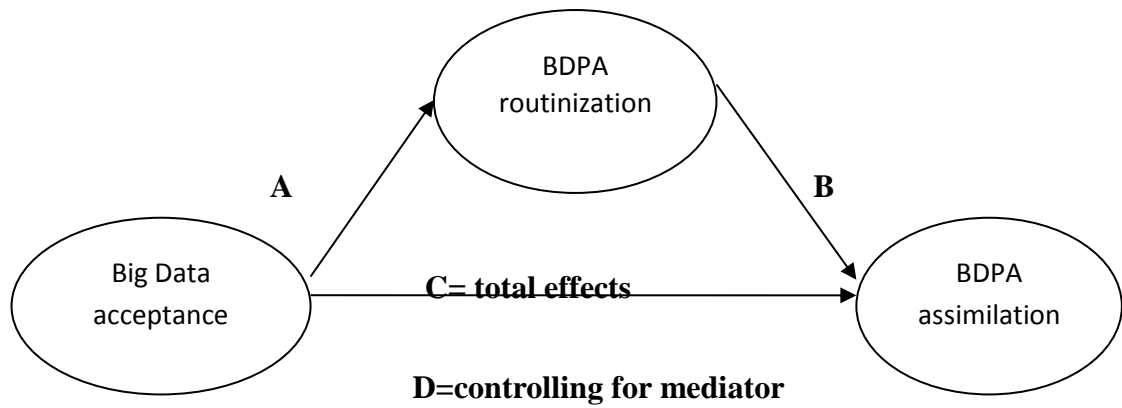 BDPA
routinization
A
B
Big Data
acceptance
C= total effects
BDPA
assimilation
D=controlling for mediator